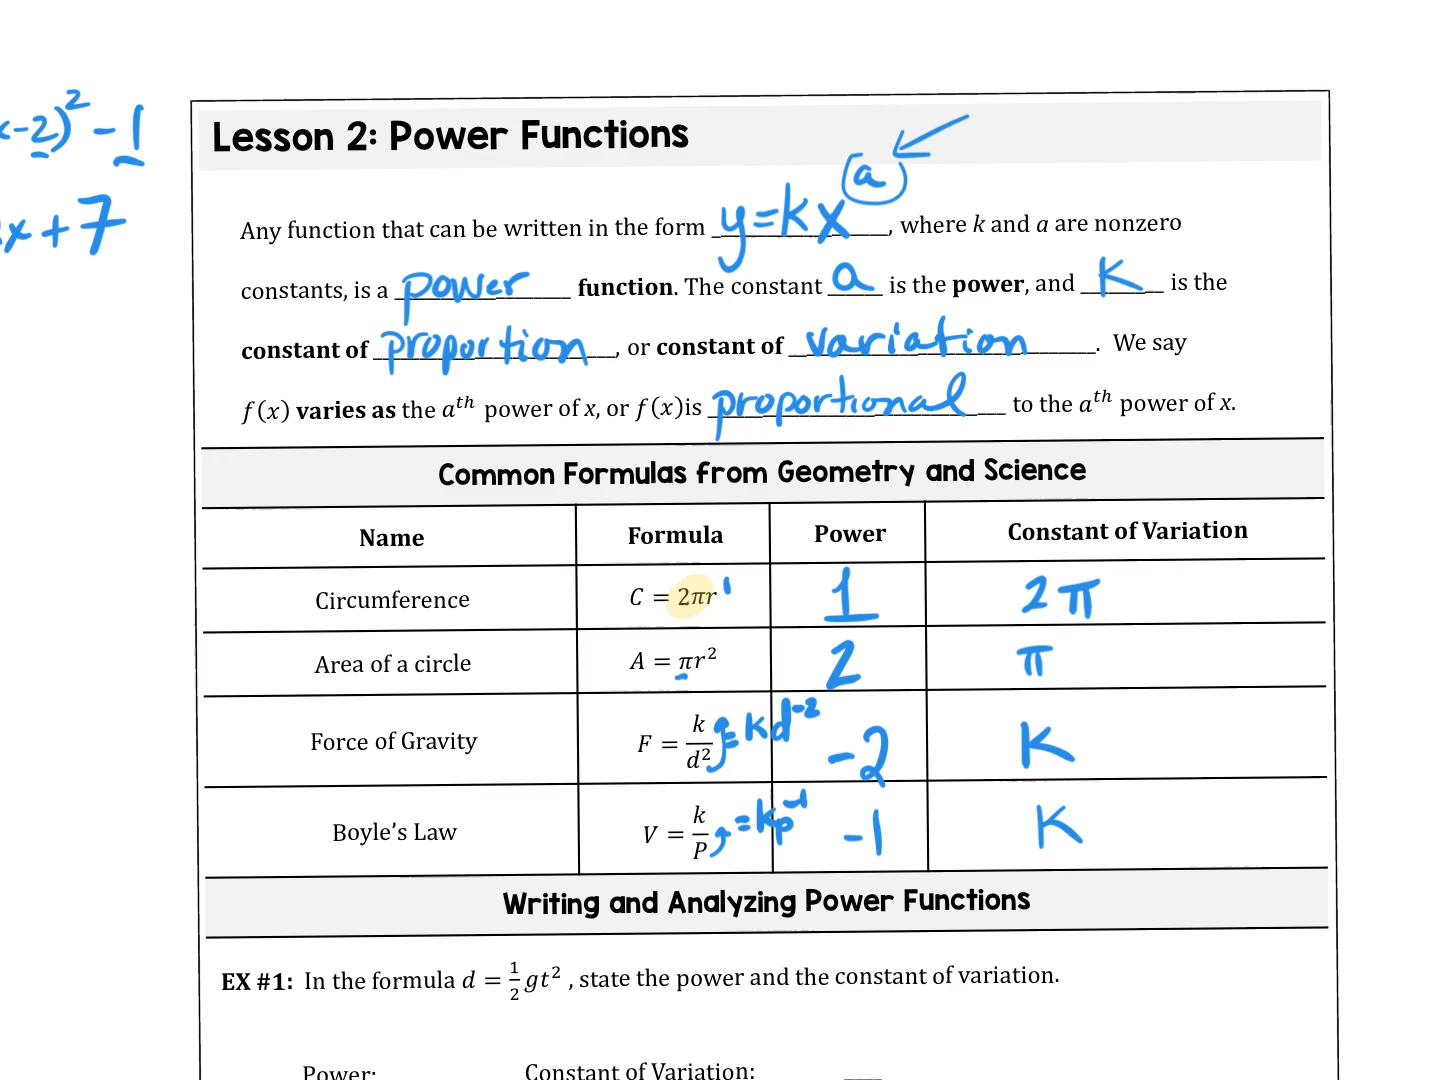 x-2)² - 1
x + 7
Lesson 2: Power Functions
Any function that can be written in the form y=kx^a, where k and a are nonzero
constants, is a power function. The constant a is the power, and K is the
constant of proportion, or constant of variation. We say
f(x) varies as the a^th power of x, or f(x)is proportional to the a^th power of x.
Common Formulas from Geometry and Science
Name Formula Power Constant of Variation
Circumference C = 2πr^1 1 2π
Area of a circle A = πr² 2 π
Force of Gravity F = k/d² = kd^-2 -2 K
Boyle's Law V = k/P = kp^-1 -1 K
Writing and Analyzing Power Functions
EX #1: In the formula d = 1/2 gt² , state the power and the constant of variation.
Power: Constant of Variation: